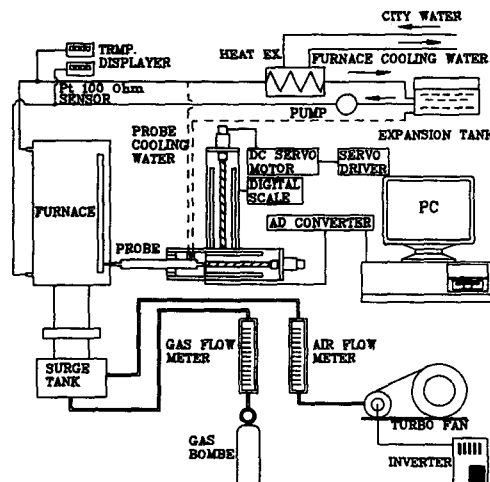 CITY WATER
TRMP.
DISPLAYER
HEAT EX.
FURNACE COOLING WATER
Pt 100 Ohm
SENSOR
PUMP
EXPANSION TANK
PROBE
COOLING
WATER
DC SERVO
MOTOR
SERVO
DRIVER
DIGITAL
SCALE
PC
FURNACE
AD CONVERTER
PROBE
GAS FLOW
METER
AIR FLOW
METER
SURGE
TANK
TURBO FAN
GAS
BOMBE
INVERTER